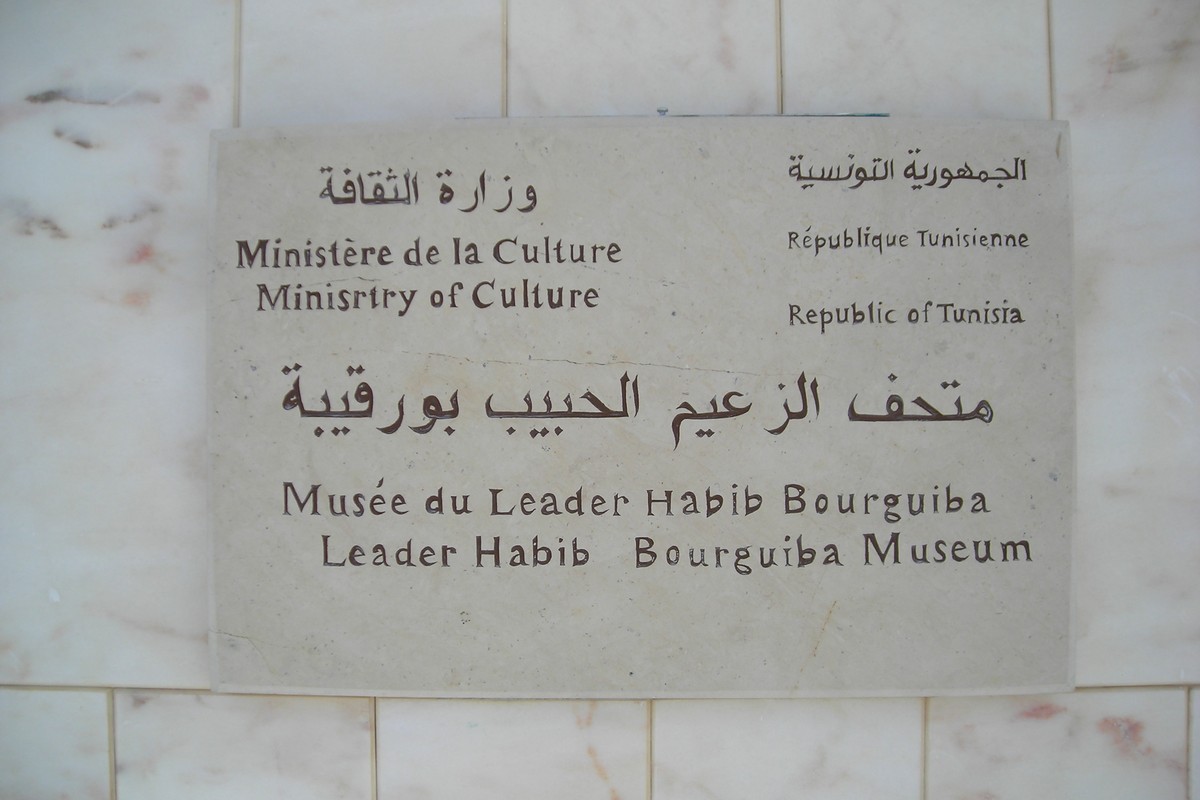 الجمهورية التونسية
République Tunisienne
Republic of Tunisia
وزارة الثقافة
Ministère de la Culture
Minisrtry of Culture
متحف الزعيم الحبيب بورقيبة
Musée du Leader Habib Bourguiba
Leader Habib Bourguiba Museum